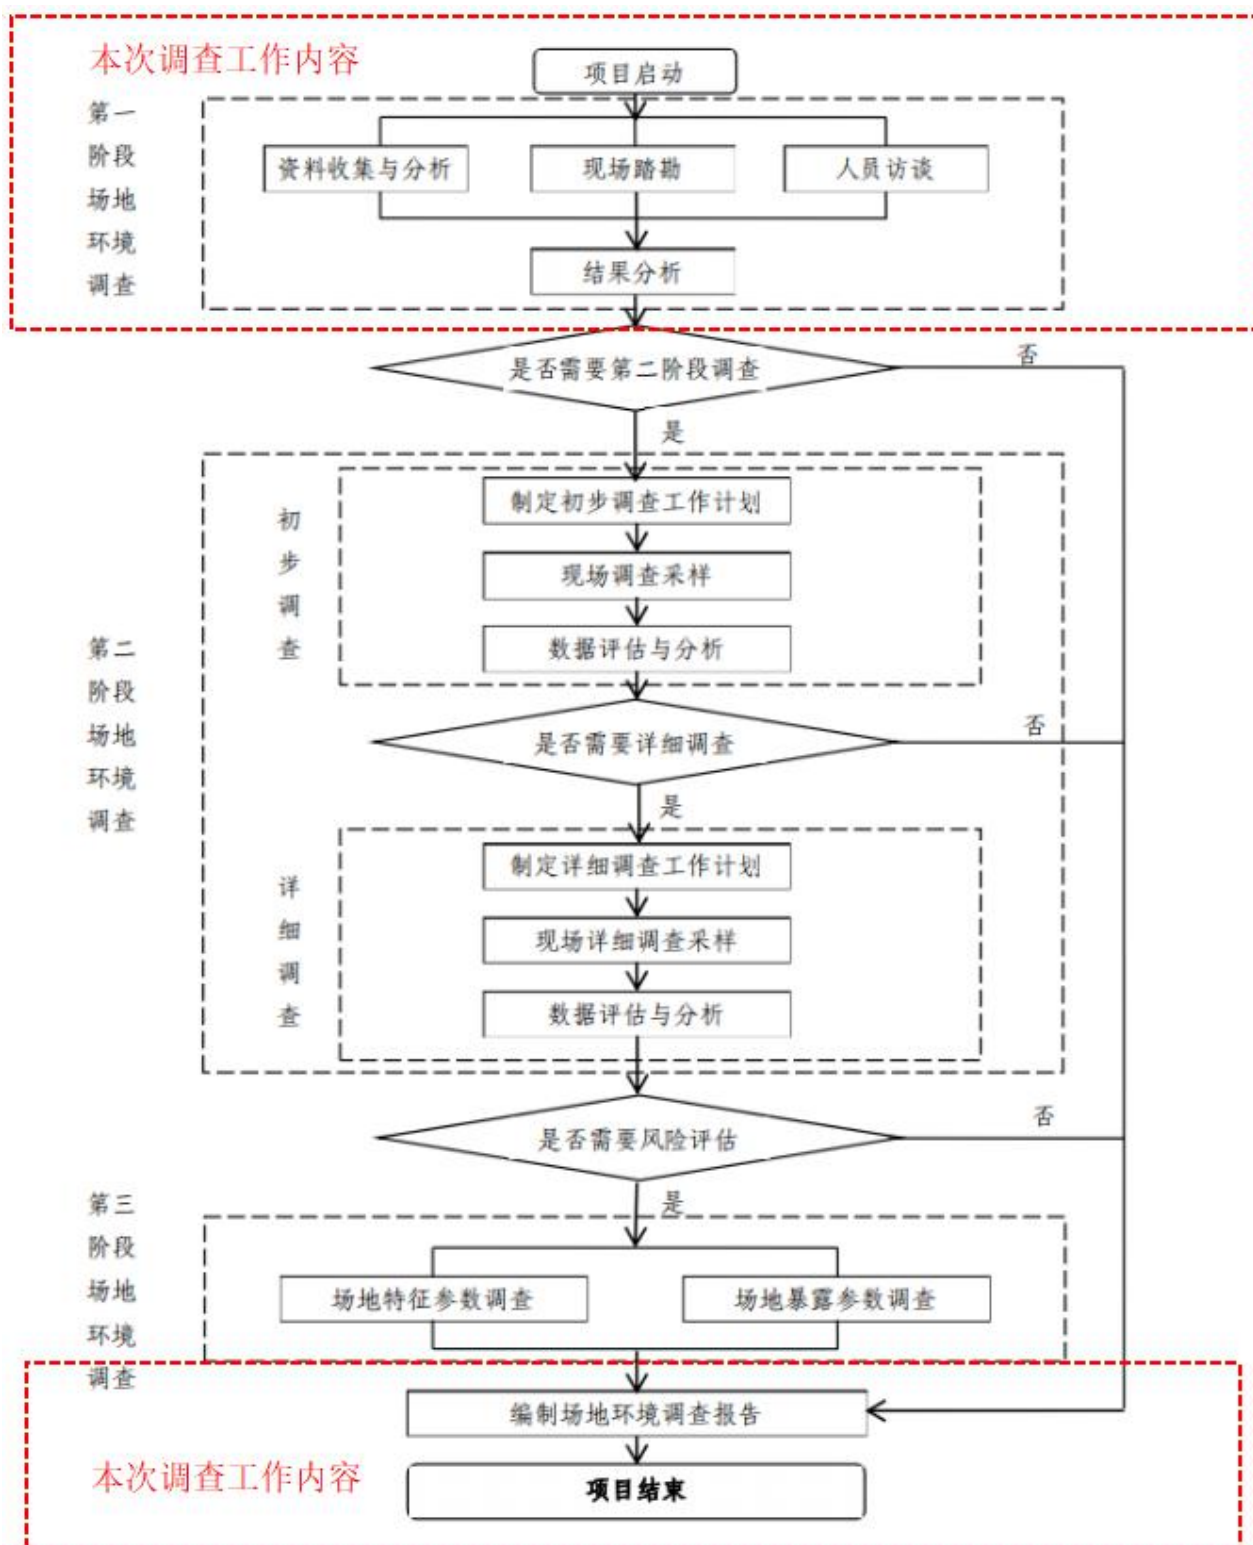 本次调查工作内容
项目启动
第一
阶段
场地
环境
调查
资料收集与分析
现场踏勘
人员访谈
结果分析
是否需要第二阶段调查
否
是
第二
阶段
场地
环境
调查
初
步
调
查
制定初步调查工作计划
现场调查采样
数据评估与分析
是否需要详细调查
否
是
详
细
调
查
制定详细调查工作计划
现场详细调查采样
数据评估与分析
是否需要风险评估
否
是
第三
阶段
场地
环境
调查
场地特征参数调查
场地暴露参数调查
编制场地环境调查报告
本次调查工作内容
项目结束